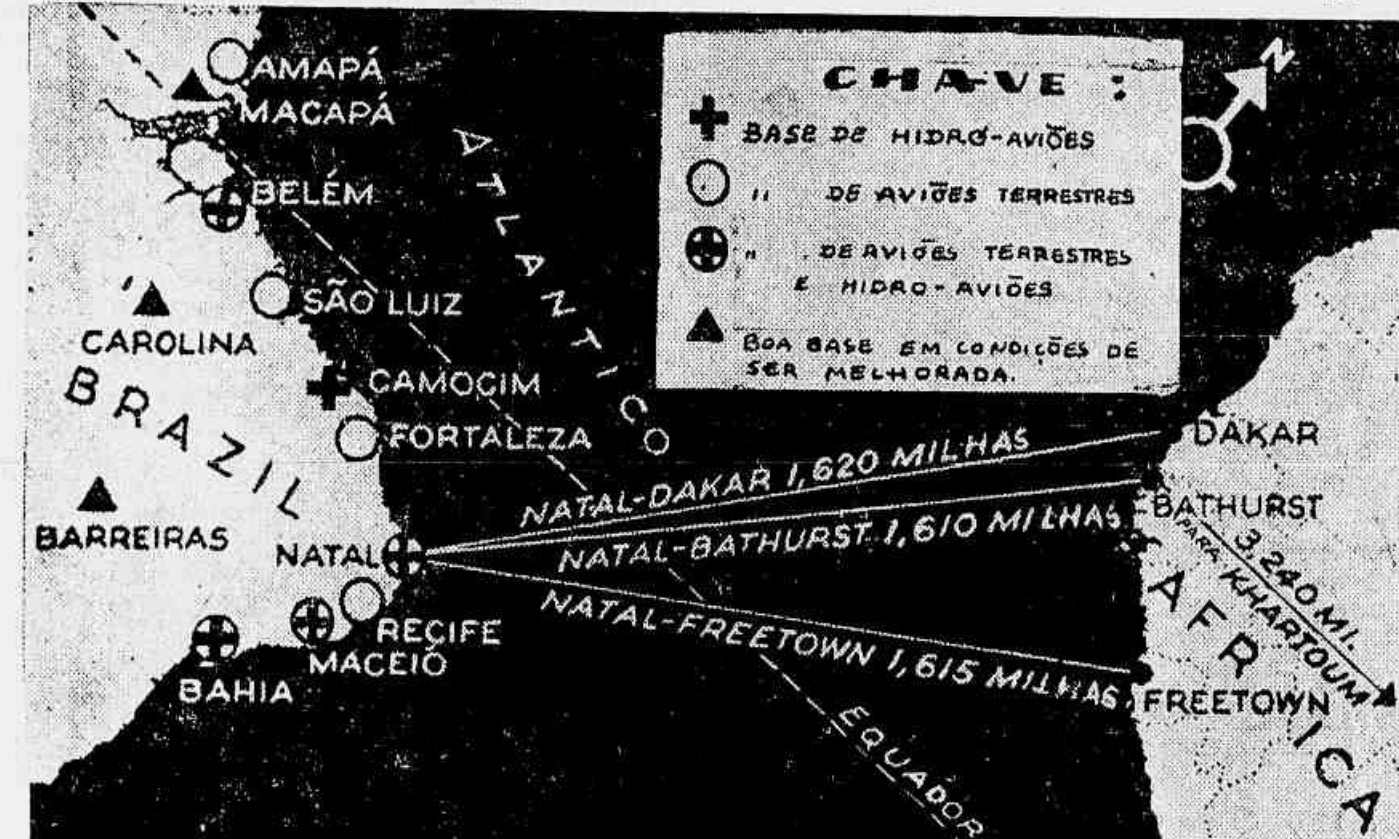 AMAPÁ
MACAPÁ
BELÉM
SÃO LUIZ
CAROLINA
CAMOCIM
FORTALEZA
BRAZIL
BARREIRAS
NATAL
RECIFE
MACEIÓ
BAHIA
ATLANTICO
CHAVE :
BASE DE HIDRO-AVIÕES
" DE AVIÕES TERRESTRES
" DE AVIÕES TERRESTRES
E HIDRO-AVIÕES
BOA BASE EM CONDIÇÕES DE
SER MELHORADA.
N
NATAL-DAKAR 1,620 MILHAS
NATAL-BATHURST 1,610 MILHAS
NATAL-FREETOWN 1,615 MILHAS
EQUADOR
DAKAR
BATHURST
3,240 MI.
PARA KHARTOUM
AFRICA
FREETOWN